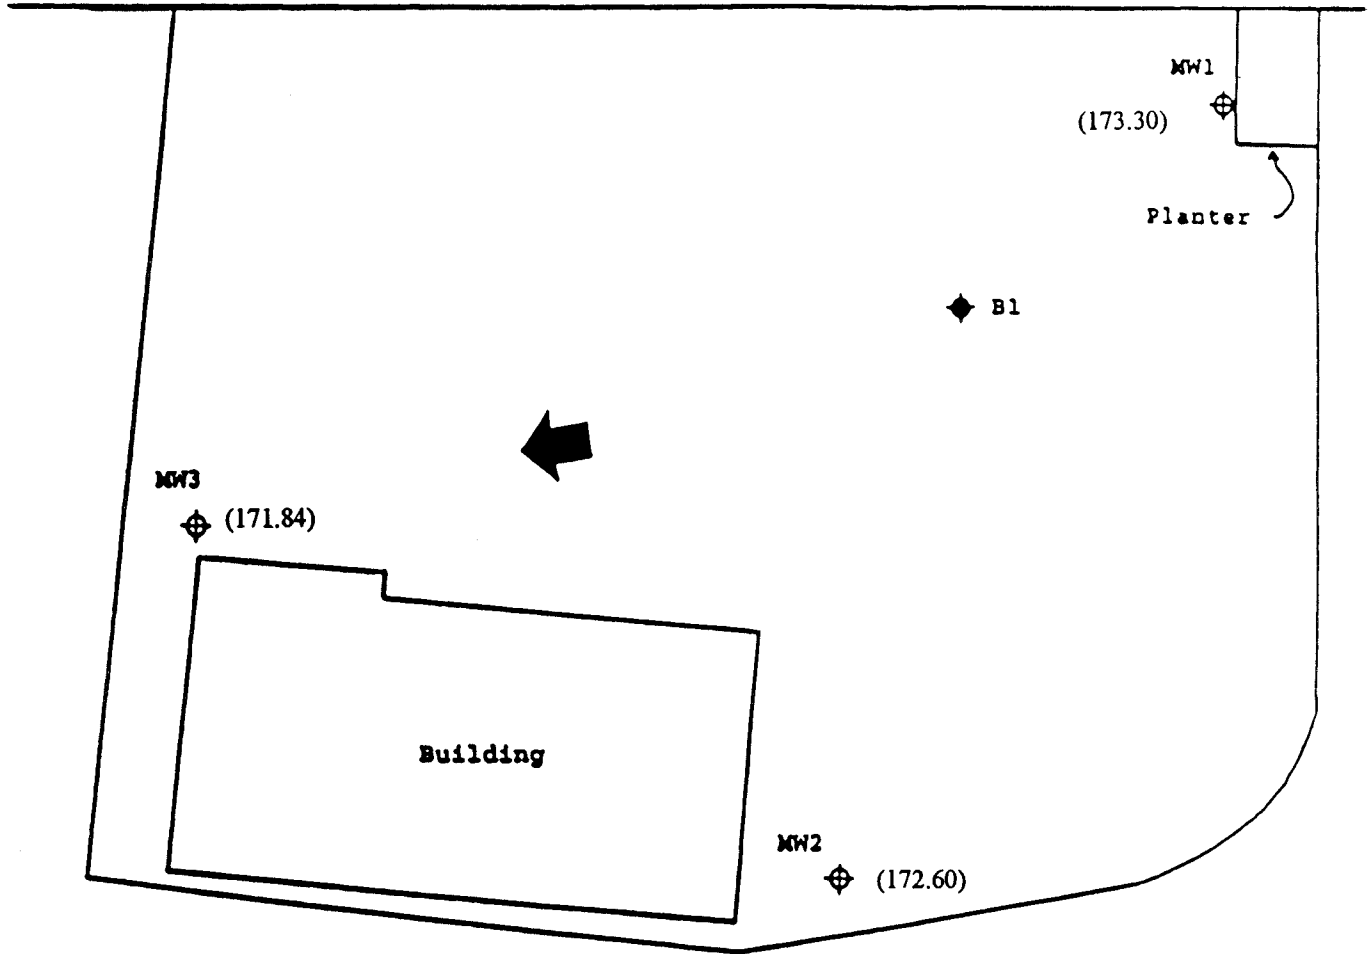 MW1
(173.30)
Planter
B1
MW3
(171.84)
Building
MW2
(172.60)